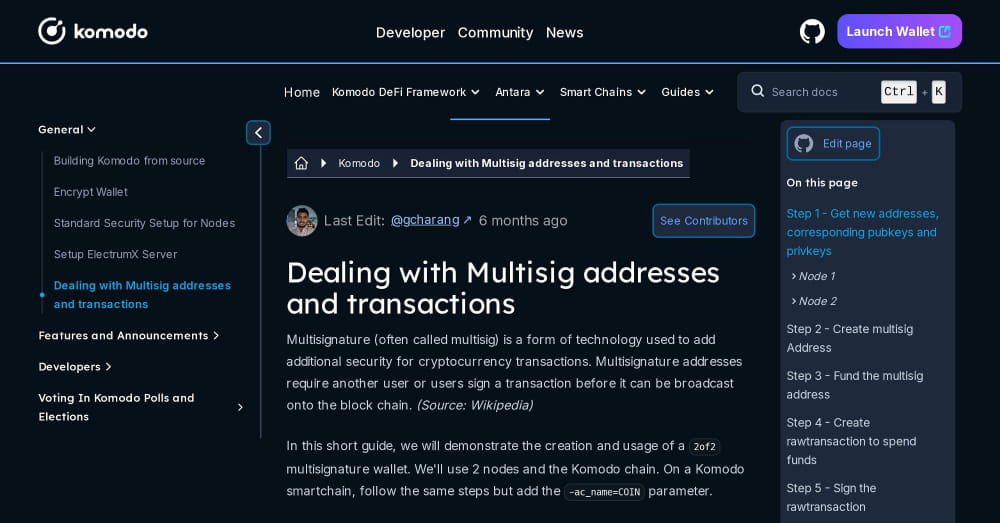 komodo
Developer Community News
Launch Wallet
Home Komodo DeFi Framework Antara Smart Chains Guides
Search docs Ctrl + K
General
Building Komodo from source
Encrypt Wallet
Standard Security Setup for Nodes
Setup ElectrumX Server
Dealing with Multisig addresses
and transactions
Features and Announcements
Developers
Voting In Komodo Polls and
Elections
Komodo Dealing with Multisig addresses and transactions
Last Edit: @gcharang ↗ 6 months ago
See Contributors
Dealing with Multisig addresses
and transactions
Multisignature (often called multisig) is a form of technology used to add
additional security for cryptocurrency transactions. Multisignature addresses
require another user or users sign a transaction before it can be broadcast
onto the block chain. (Source: Wikipedia)
In this short guide, we will demonstrate the creation and usage of a 2of2
multisignature wallet. We'll use 2 nodes and the Komodo chain. On a Komodo
smartchain, follow the same steps but add the -ac_name=COIN parameter.
Edit page
On this page
Step 1 - Get new addresses,
corresponding pubkeys and
privkeys
Node 1
Node 2
Step 2 - Create multisig
Address
Step 3 - Fund the multisig
address
Step 4 - Create
rawtransaction to spend
funds
Step 5 - Sign the
rawtransaction